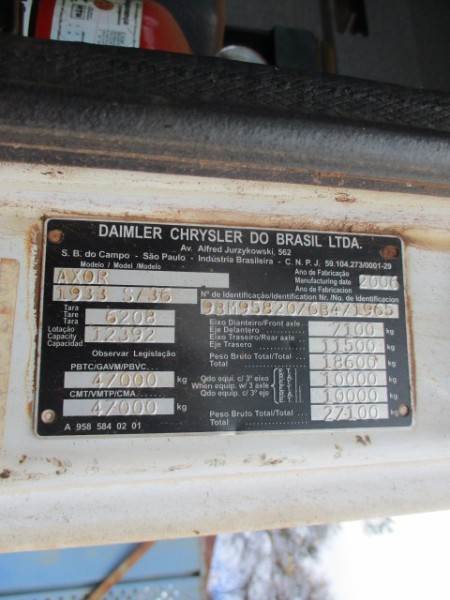 DAIMLER CHRYSLER DO BRASIL LTDA.
Av. Alfred Jurzykowski, 562
S. B. do Campo - São Paulo - Indústria Brasileira - C. N. P. J. 59.104.273/0001-29
Modelo / Model /Modelo
AXOR
1933 S/36
Ano de Fabricação
Manufacturing date
Ano de Fabricacion
2006
Nº de Identificação/Identification Nr. /No. de identificacion
9BM9582076B471965
Tara
Tare
Tara
6208
Lotação
Capacity
Capacidad
12392
Observar Legislação
PBTC/GAVM/PBVC
47000 kg
CMT/VMTP/CMA
47000 kg
A 958 584 02 01
Eixo Dianteiro/Front axle
Eje Delantero
7100 kg
Eixo Traseiro/Rear axle
Eje Trasero
11500 kg
Peso Bruto Total/Total
Total
18600 kg
Qdo equip. c/ 3º eixo
When equip. w/ 3 axle
Qdo equip. c/ 3º eje
10000 kg
19000 kg
Peso Bruto Total/Total
Total
27100 kg